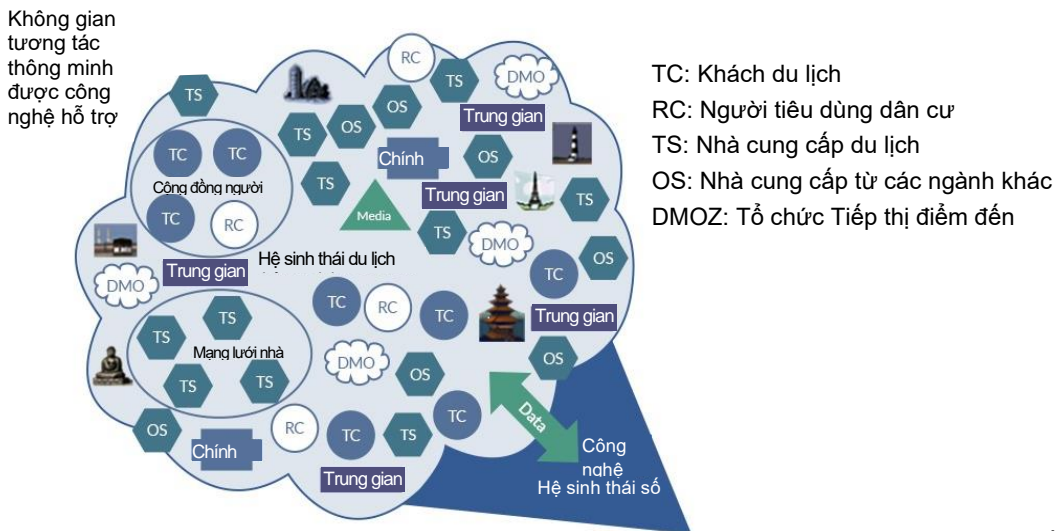 Không gian
tương tác
thông minh
được công
nghệ hỗ trợ
RC
TS
DMO
TS
OS
Trung gian
TS
OS
TC
TC
Chính
OS
Cộng đồng người
TS
Trung gian
TS
Media
TC
RC
TS
DMO
Hệ sinh thái du lịch
OS
Trung gian
TC
DMO
TC
RC
TC
Trung gian
TS
TS
Mạng lưới nhà
DMO
OS
OS
TS
TS
TC
Data
OS
RC
TC
TS
Chính
Công
nghệ
Trung gian
Hệ sinh thái số
TC: Khách du lịch
RC: Người tiêu dùng dân cư
TS: Nhà cung cấp du lịch
OS: Nhà cung cấp từ các ngành khác
DMOZ: Tổ chức Tiếp thị điểm đến